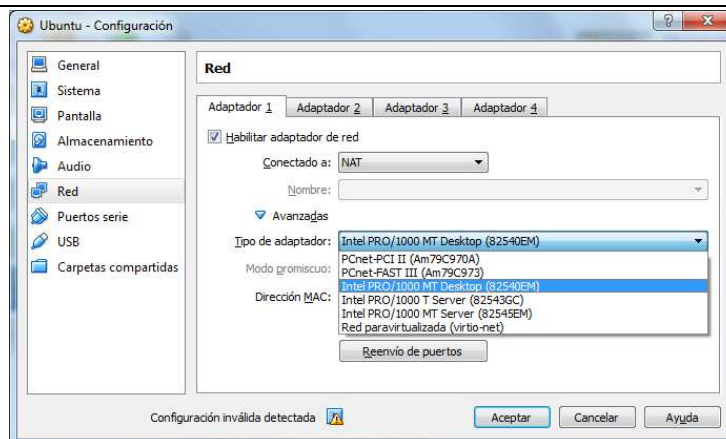 Ubuntu - Configuración
General
Sistema
Pantalla
Almacenamiento
Audio
Red
Puertos serie
USB
Carpetas compartidas
Red
Adaptador 1 Adaptador 2 Adaptador 3 Adaptador 4
Habilitar adaptador de red
Conectado a: NAT
Nombre:
Avanzadas
Tipo de adaptador: Intel PRO/1000 MT Desktop (82540EM)
PCnet-PCI II (Am79C970A)
PCnet-FAST III (Am79C973)
Modo promiscuo:
Intel PRO/1000 MT Desktop (82540EM)
Dirección MAC: Intel PRO/1000 T Server (82543GC)
Intel PRO/1000 MT Server (82545EM)
Red paravirtualizada (virtio-net)
Reenvío de puertos
Configuración inválida detectada
Aceptar Cancelar Ayuda